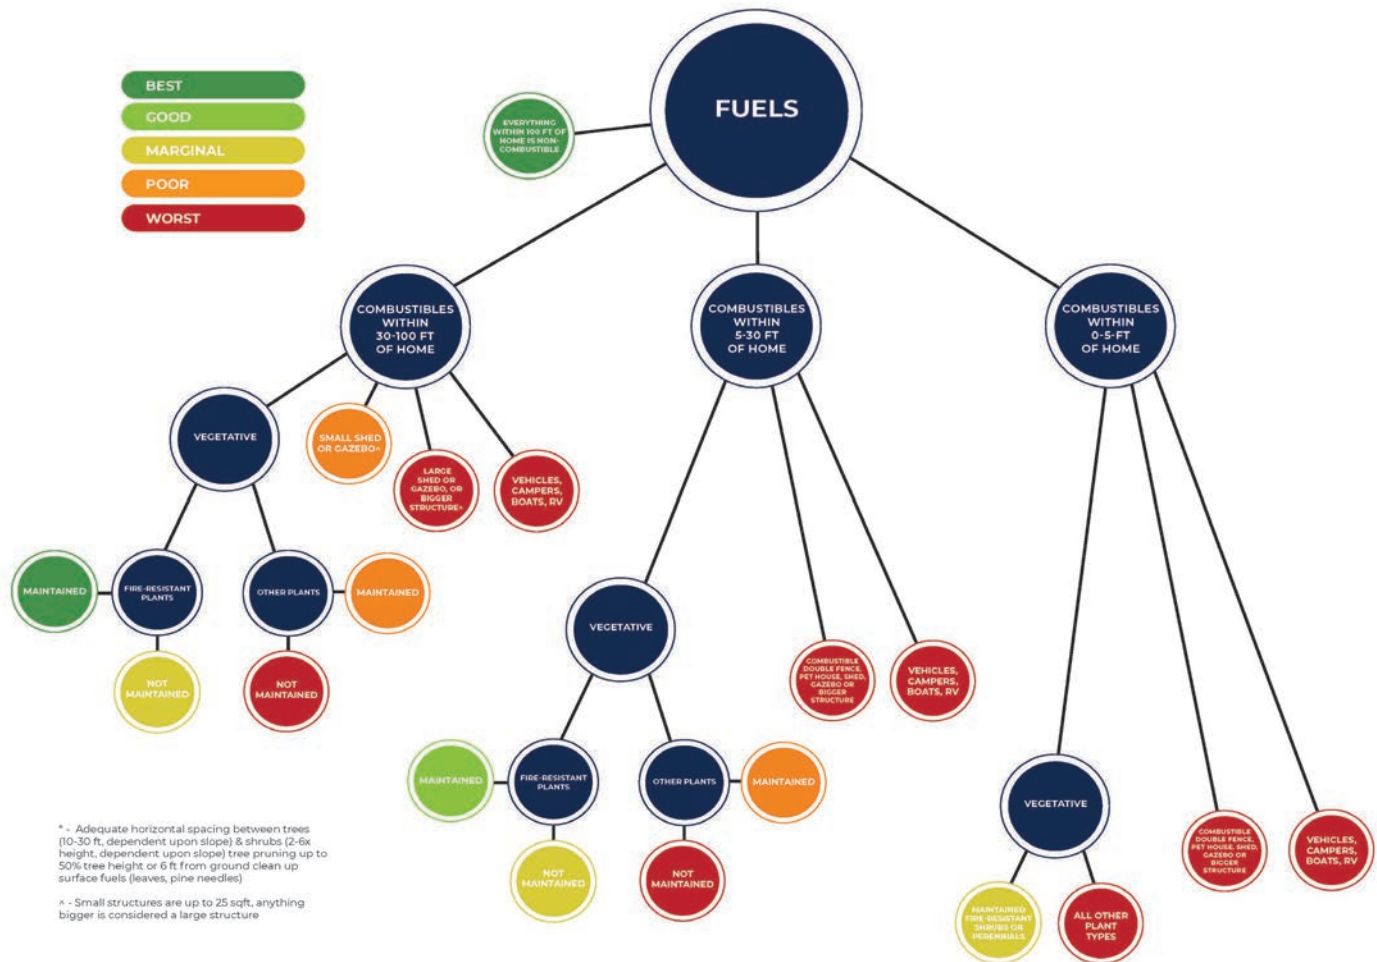 BEST
GOOD
MARGINAL
POOR
WORST
FUELS
EVERYTHING
WITHIN 100 FT OF
HOME IS NON-
COMBUSTIBLE
COMBUSTIBLES
WITHIN
30-100 FT
OF HOME
COMBUSTIBLES
WITHIN
5-30 FT
OF HOME
COMBUSTIBLES
WITHIN
0-5-FT
OF HOME
VEGETATIVE
SMALL SHED
OR GAZEBO^
LARGE
SHED OR
GAZEBO, OR
BIGGER
STRUCTURE^
VEHICLES,
CAMPERS,
BOATS, RV
MAINTAINED
FIRE-RESISTANT
PLANTS
OTHER PLANTS
MAINTAINED
NOT
MAINTAINED
NOT
MAINTAINED
VEGETATIVE
COMBUSTIBLE
DOUBLE FENCE,
PET HOUSE, SHED,
GAZEBO OR
BIGGER
STRUCTURE
VEHICLES,
CAMPERS,
BOATS, RV
MAINTAINED
FIRE-RESISTANT
PLANTS
OTHER PLANTS
MAINTAINED
NOT
MAINTAINED
NOT
MAINTAINED
VEGETATIVE
COMBUSTIBLE
DOUBLE FENCE,
PET HOUSE, SHED,
GAZEBO OR
BIGGER
STRUCTURE
VEHICLES,
CAMPERS,
BOATS, RV
MAINTAINED
FIRE-RESISTANT
SHRUBS OR
PERENNIALS
ALL OTHER
PLANT
TYPES
* - Adequate horizontal spacing between trees
(10-30 ft, dependent upon slope) & shrubs (2-6x
height, dependent upon slope) tree pruning up to
50% tree height or 6 ft from ground clean up
surface fuels (leaves, pine needles)
^ - Small structures are up to 25 sqft, anything
bigger is considered a large structure